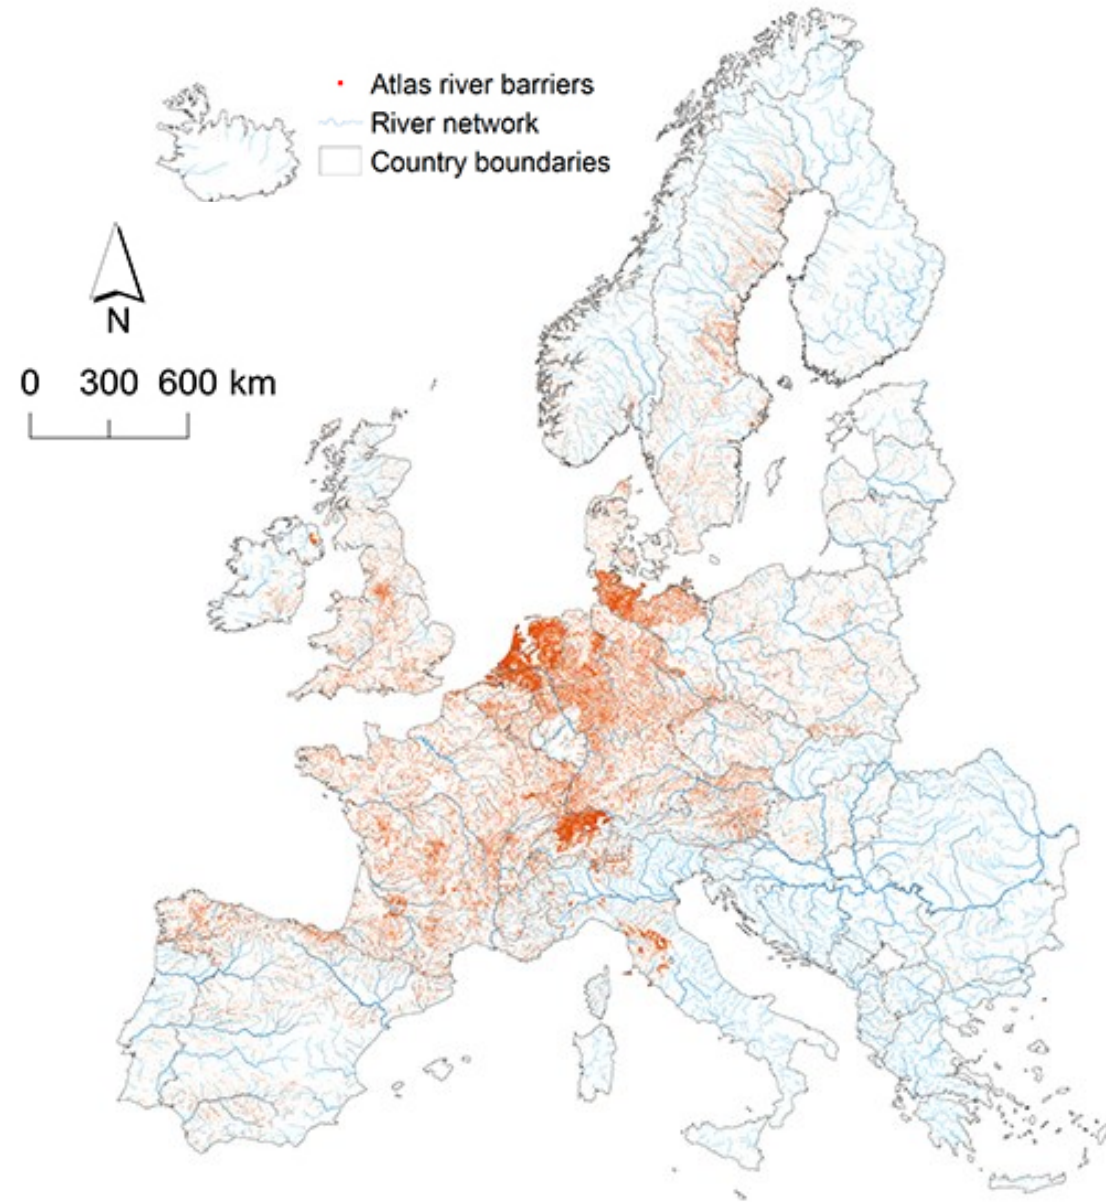 Atlas river barriers
River network
Country boundaries
N
0 300 600 km